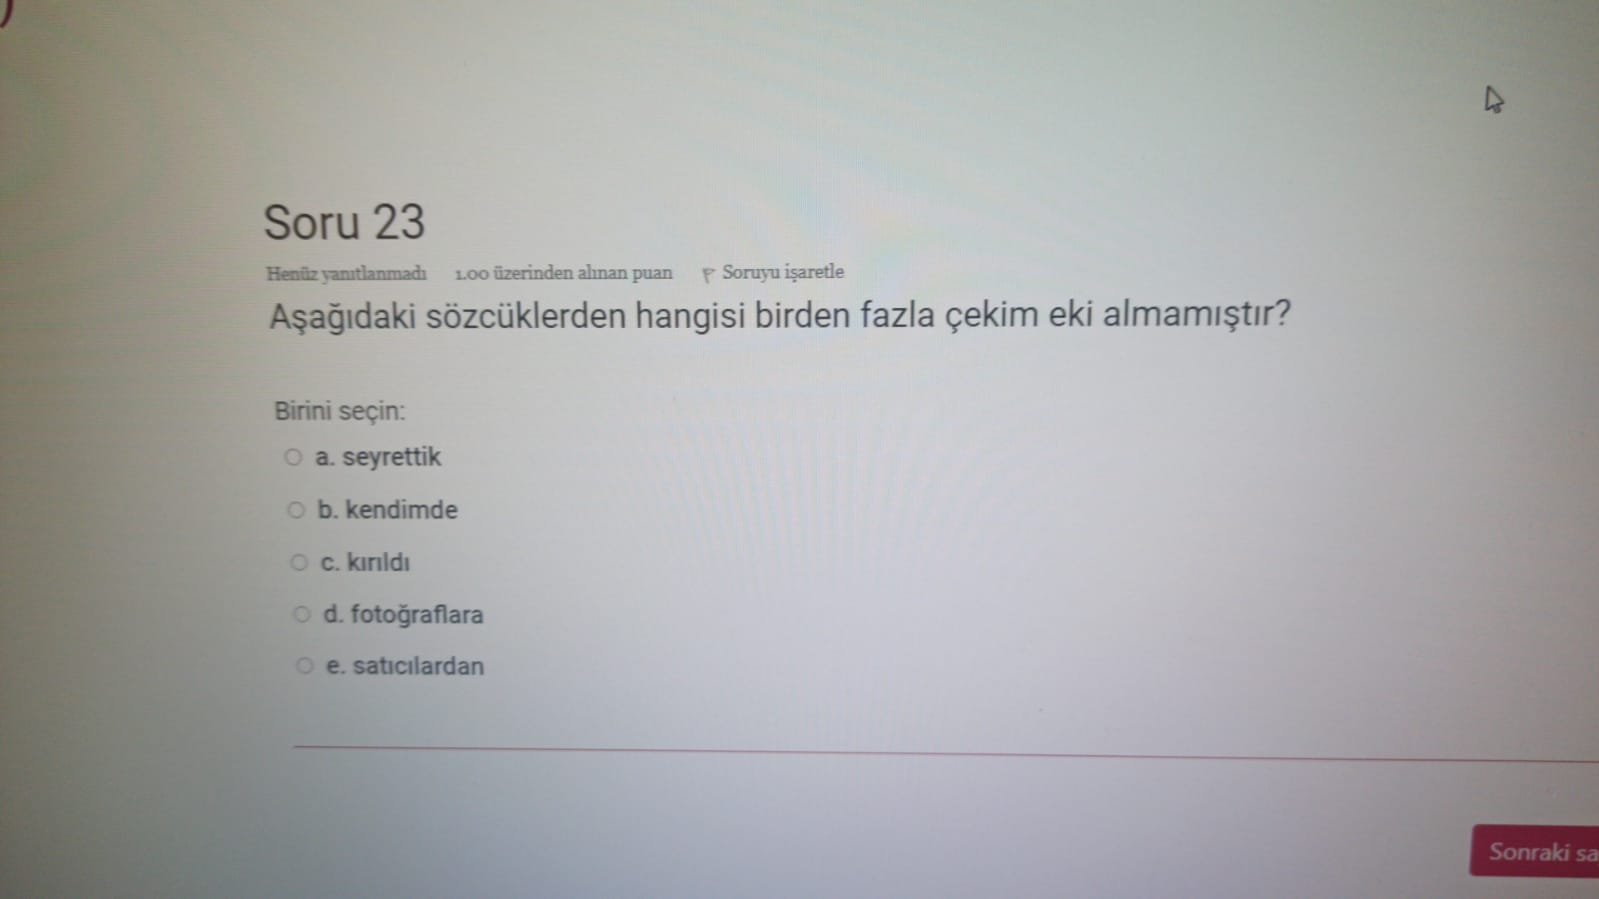 Soru 23
Henüz yanıtlanmadı 1.00 üzerinden alınan puan Soruyu işaretle
Aşağıdaki sözcüklerden hangisi birden fazla çekim eki almamıştır?
Birini seçin:
a. seyrettik
b. kendimde
c. kırıldı
d. fotoğraflara
e. satıcılardan
Sonraki